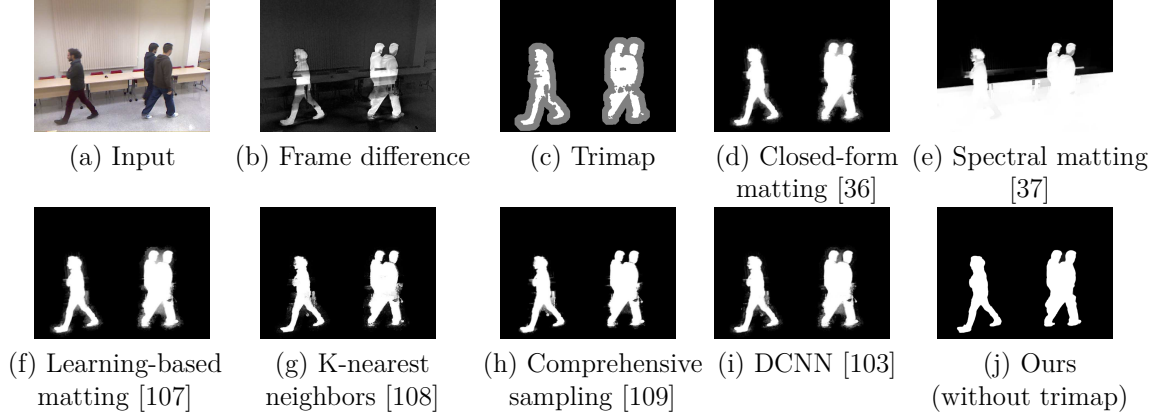 (a) Input
(b) Frame difference
(c) Trimap
(d) Closed-form
matting [36]
(e) Spectral matting
[37]
(f) Learning-based
matting [107]
(g) K-nearest
neighbors [108]
(h) Comprehensive
sampling [109]
(i) DCNN [103]
(j) Ours
(without trimap)